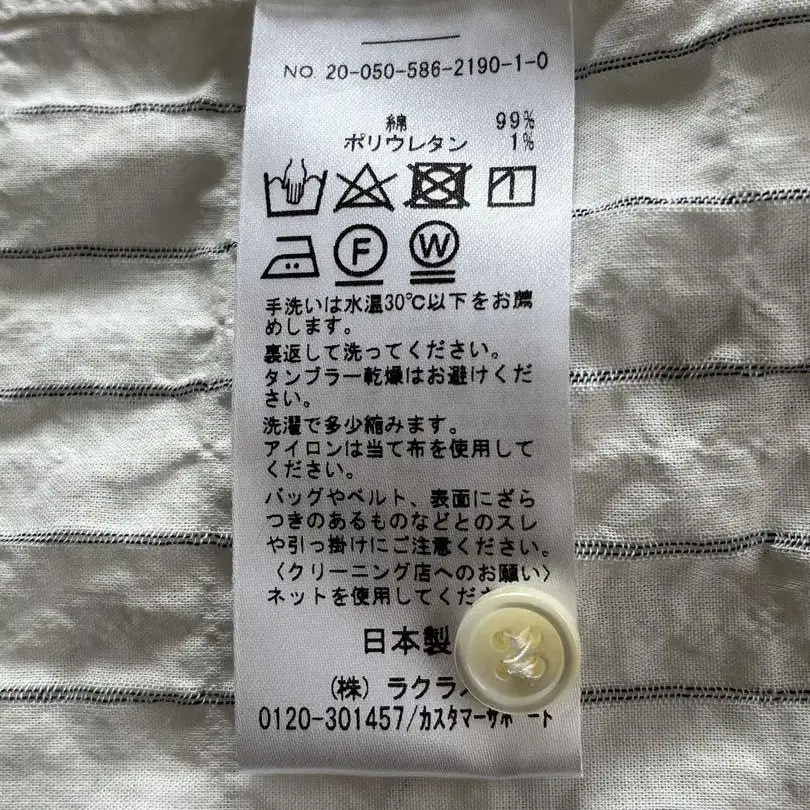 NO. 20-050-586-2190-1-0
綿 99%
ポリウレタン 1%
F W
手洗いは水温30℃以下をお薦
めします。
裏返して洗ってください。
タンブラー乾燥はお避けくだ
さい。
洗濯で多少縮みます。
アイロンは当て布を使用して
ください。
バッグやベルト、表面にざら
つきのあるものなどとのスレ
や引っ掛けにご注意ください。
〈クリーニング店へのお願い〉
ネットを使用してくだ
日本製
(株) ラクラ
0120-301457/カスタマーサポート